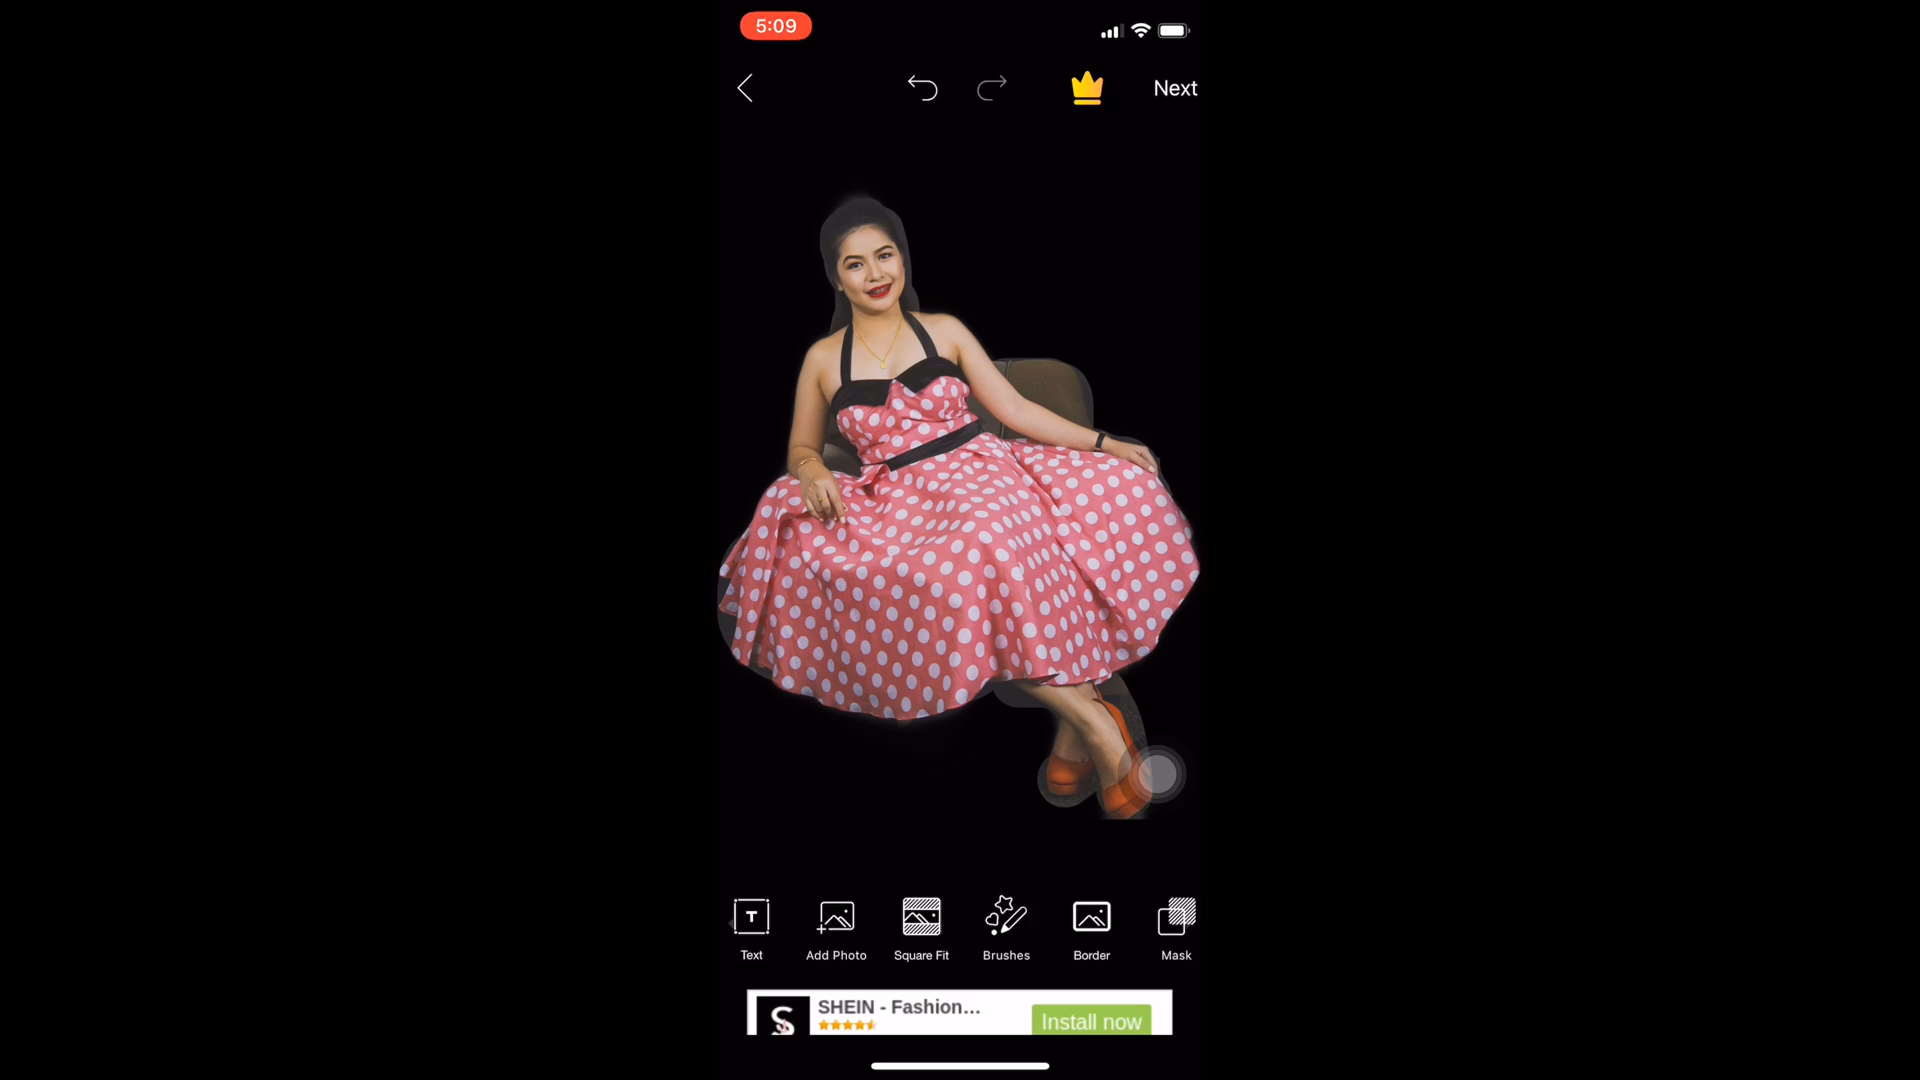 5:09
Next
T
Text
Add Photo
Square Fit
Brushes
Border
Mask
S
SHEIN - Fashion...
Install now